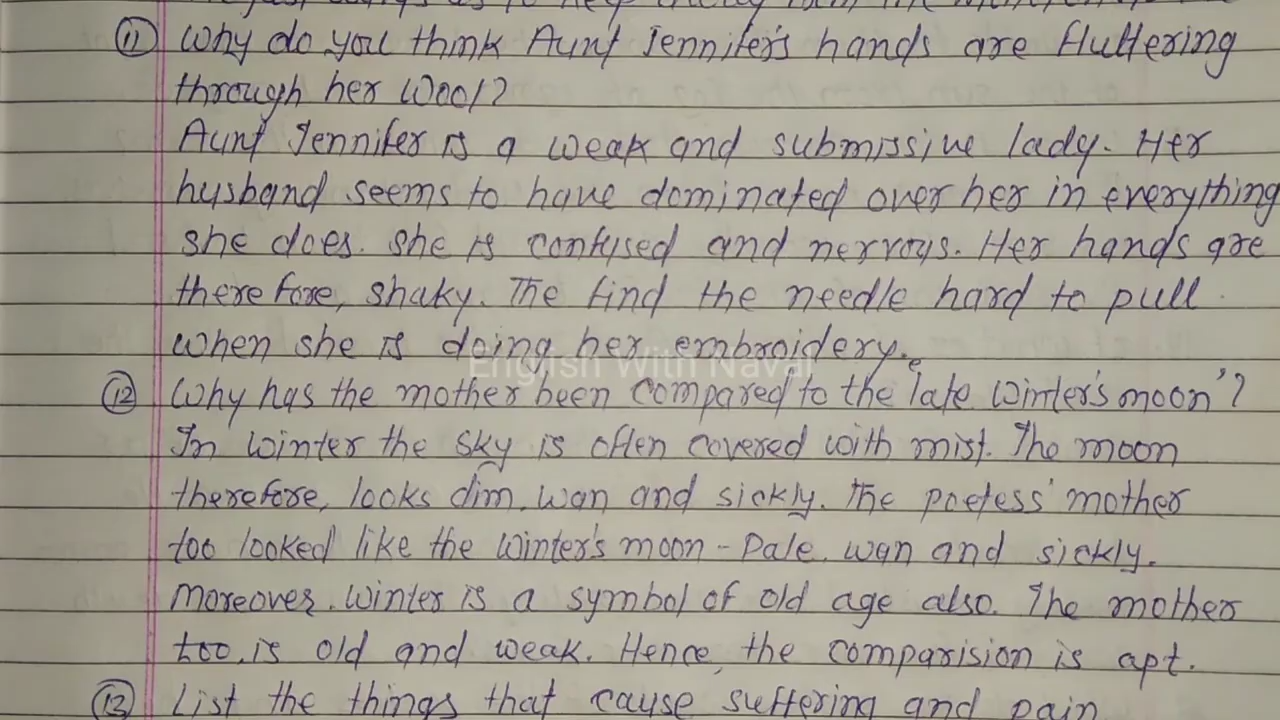 (11) Why do you think Aunt Jennifer's hands are fluttering
through her wool?
Aunt Jennifer is a weak and submissive lady. Her
husband seems to have dominated over her in everything
she does. she is confused and nervous. Her hands are
therefore, shaky. The find the needle hard to pull
when she is doing her embroidery.
English With Naval
(12) Why has the mother been compared to the late Winter's moon'?
In winter the sky is often covered with mist. The moon
therefore, looks dim, wan and sickly. The poetess' mother
too looked like the winter's moon - Pale, wan and sickly.
Moreover, winter is a symbol of old age also. The mother
too, is old and weak. Hence, the comparision is apt.
(13) List the things that cause suffering and pain